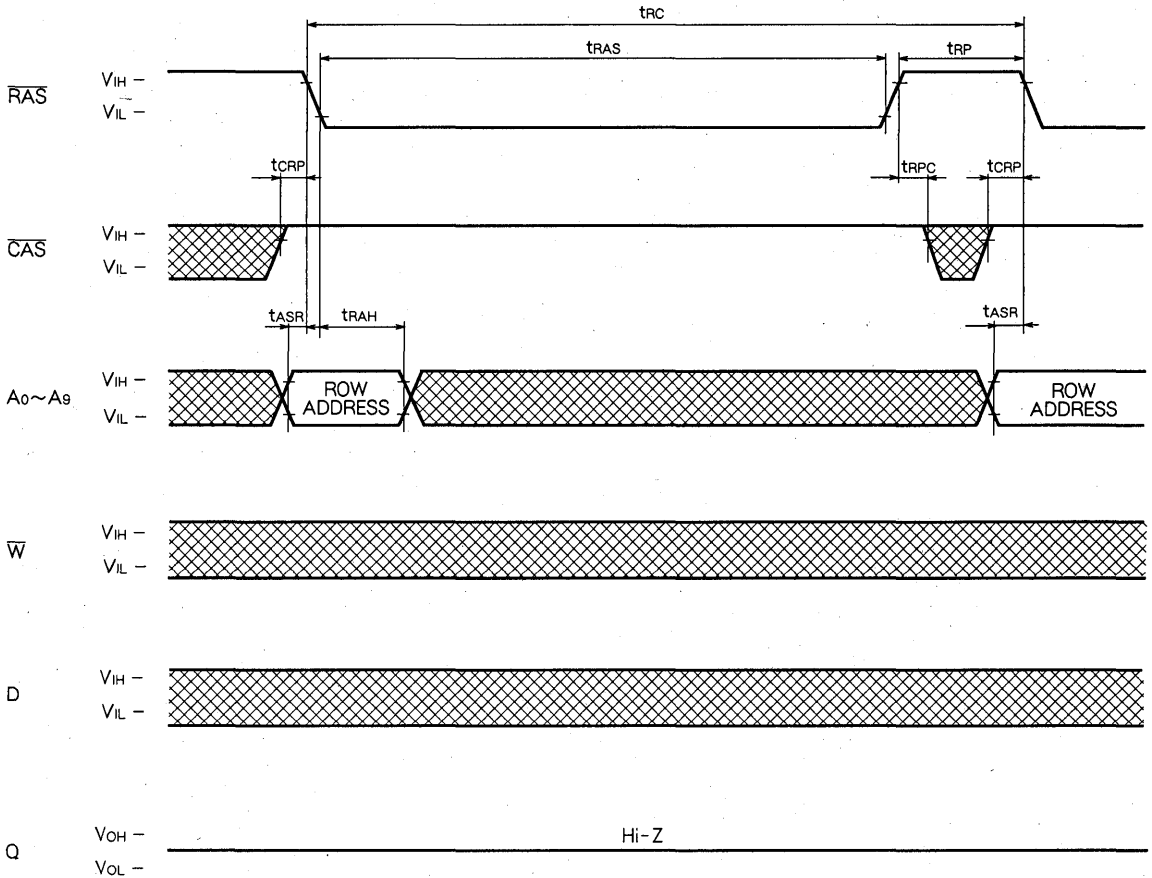 tRC
tRAS
tRP
RAS
VIH –
VIL –
tCRP
tRPC
tCRP
CAS
VIH –
VIL –
tASR
tRAH
tASR
A0~A9
VIH –
VIL –
ROW
ADDRESS
ROW
ADDRESS
W
VIH –
VIL –
D
VIH –
VIL –
Q
VOH –
VOL –
Hi-Z